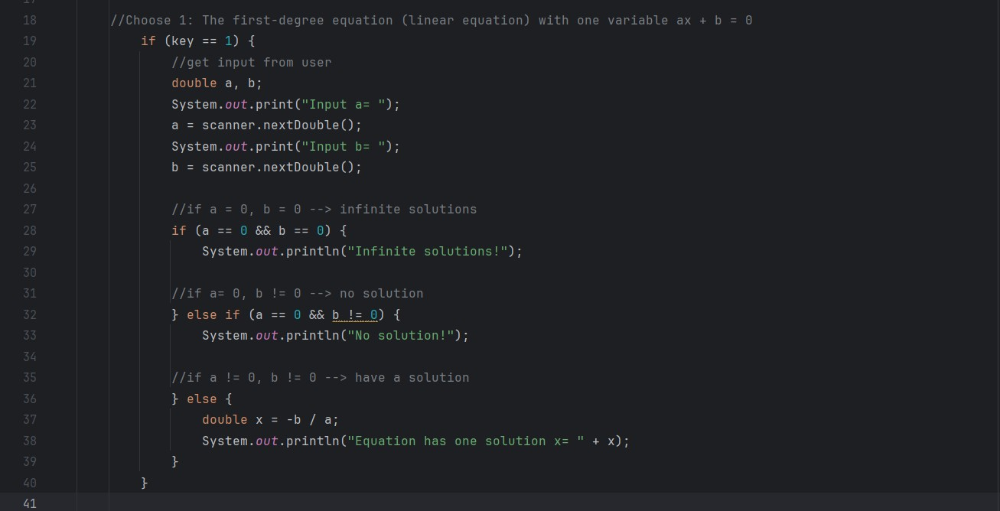 18 //Choose 1: The first-degree equation (linear equation) with one variable ax + b = 0
19 if (key == 1) {
20 //get input from user
21 double a, b;
22 System.out.print("Input a= ");
23 a = scanner.nextDouble();
24 System.out.print("Input b= ");
25 b = scanner.nextDouble();
26
27 //if a = 0, b = 0 --> infinite solutions
28 if (a == 0 && b == 0) {
29 System.out.println("Infinite solutions!");
30
31 //if a= 0, b != 0 --> no solution
32 } else if (a == 0 && b != 0) {
33 System.out.println("No solution!");
34
35 //if a != 0, b != 0 --> have a solution
36 } else {
37 double x = -b / a;
38 System.out.println("Equation has one solution x= " + x);
39 }
40 }
41